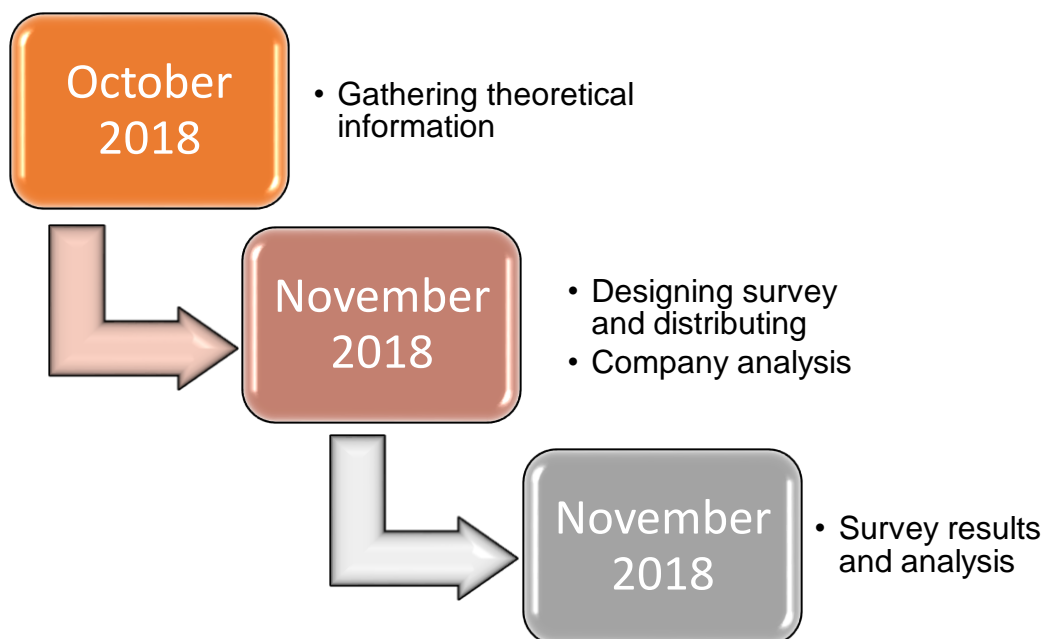 October
2018
• Gathering theoretical
information
November
2018
• Designing survey
and distributing
• Company analysis
November
2018
• Survey results
and analysis